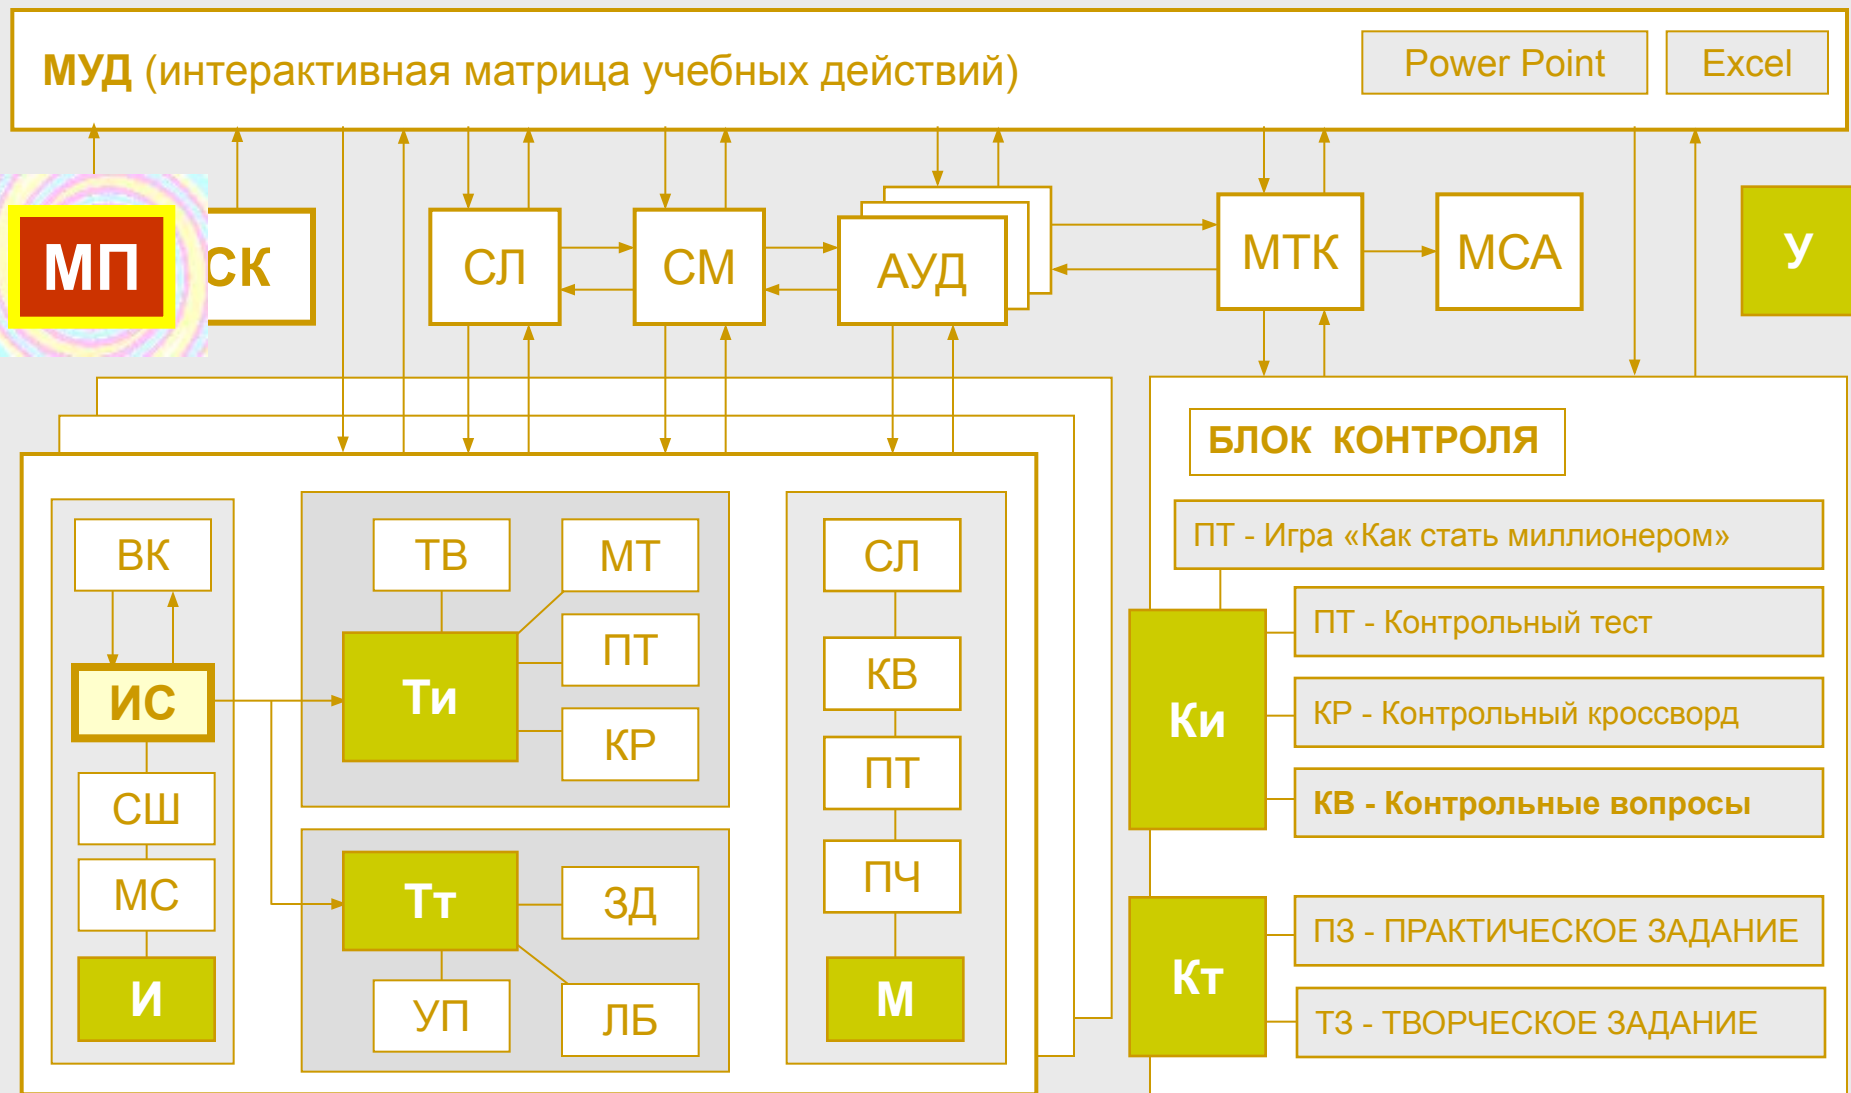 МУД (интерактивная матрица учебных действий)
Power Point
Excel
МП
СК
СЛ
СМ
АУД
МТК
МСА
У
БЛОК КОНТРОЛЯ
ВК
ИС
СШ
МС
И
ТВ
МТ
ПТ
КР
Ти
Тт
ЗД
УП
ЛБ
СЛ
КВ
ПТ
ПЧ
М
ПТ - Игра «Как стать миллионером»
Ки
ПТ - Контрольный тест
КР - Контрольный кроссворд
КВ - Контрольные вопросы
Кт
ПЗ - ПРАКТИЧЕСКОЕ ЗАДАНИЕ
ТЗ - ТВОРЧЕСКОЕ ЗАДАНИЕ